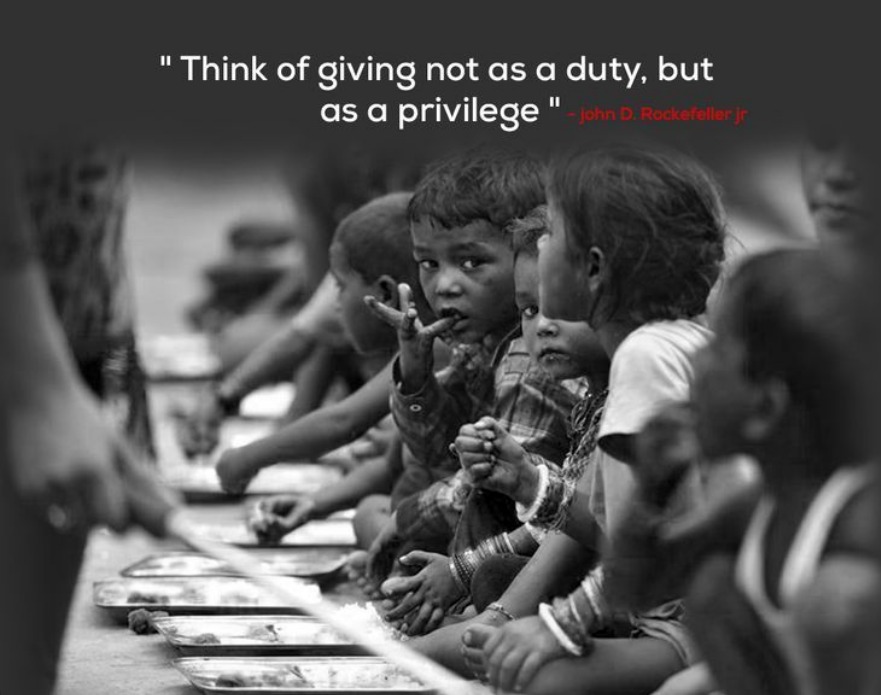 " Think of giving not as a duty, but
as a privilege " - john D. Rockefeller jr